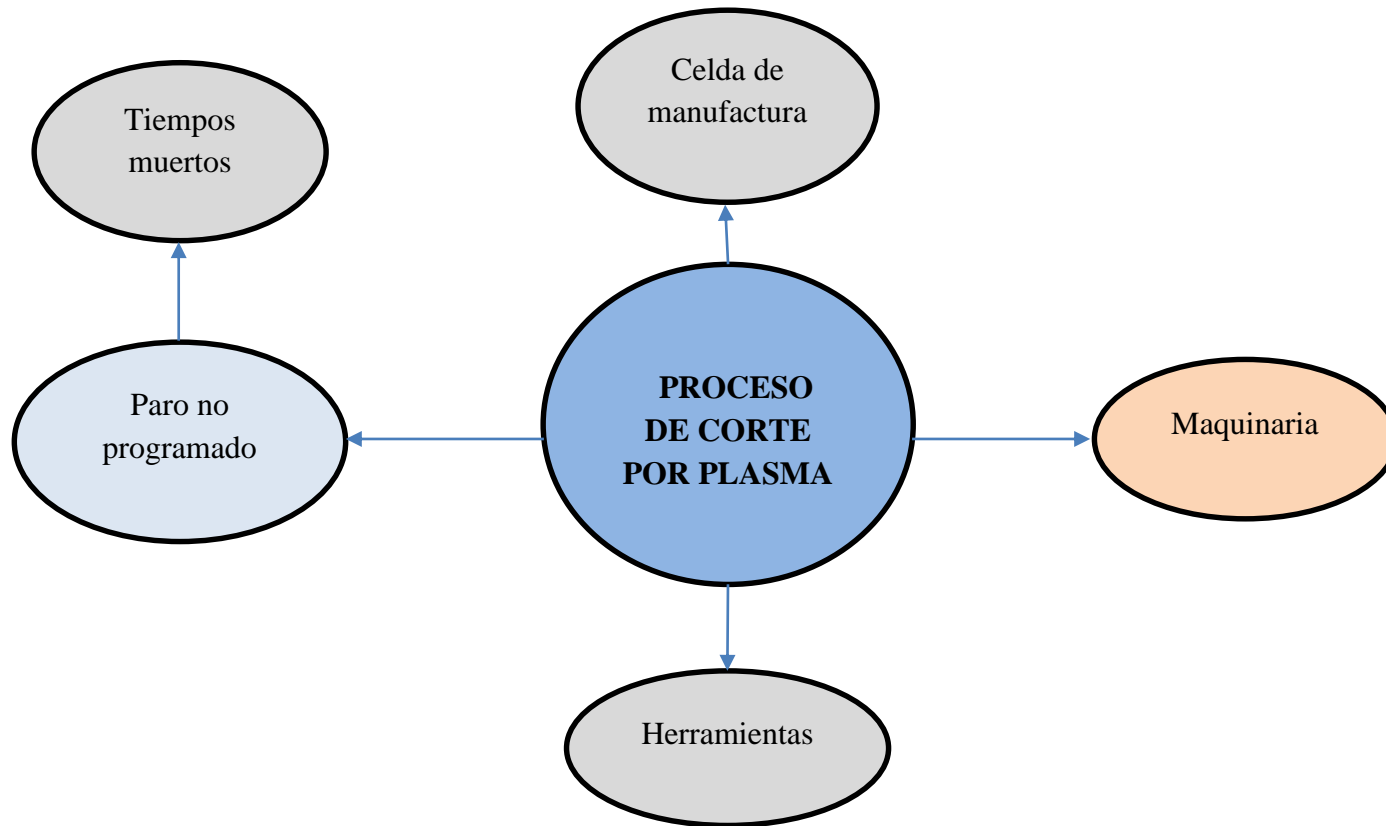 Celda de
manufactura
Tiempos
muertos
PROCESO
DE CORTE
POR PLASMA
Paro no
programado
Maquinaria
Herramientas